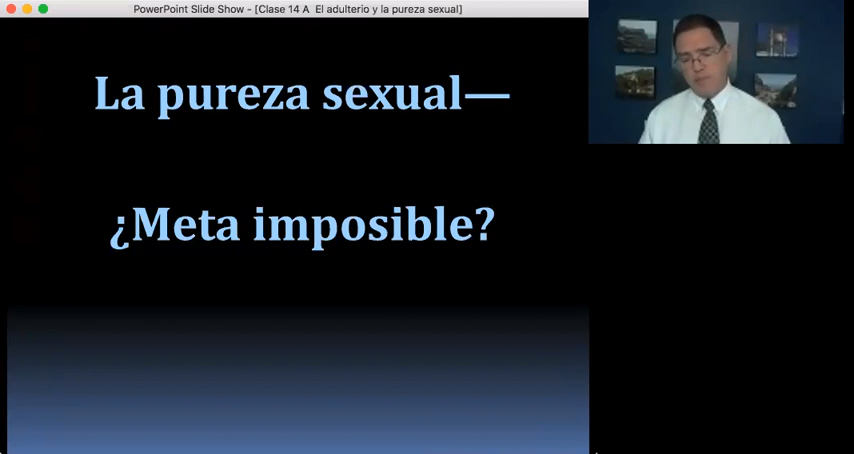 PowerPoint Slide Show - [Clase 14 A  El adulterio y la pureza sexual]
La pureza sexual—
¿Meta imposible?